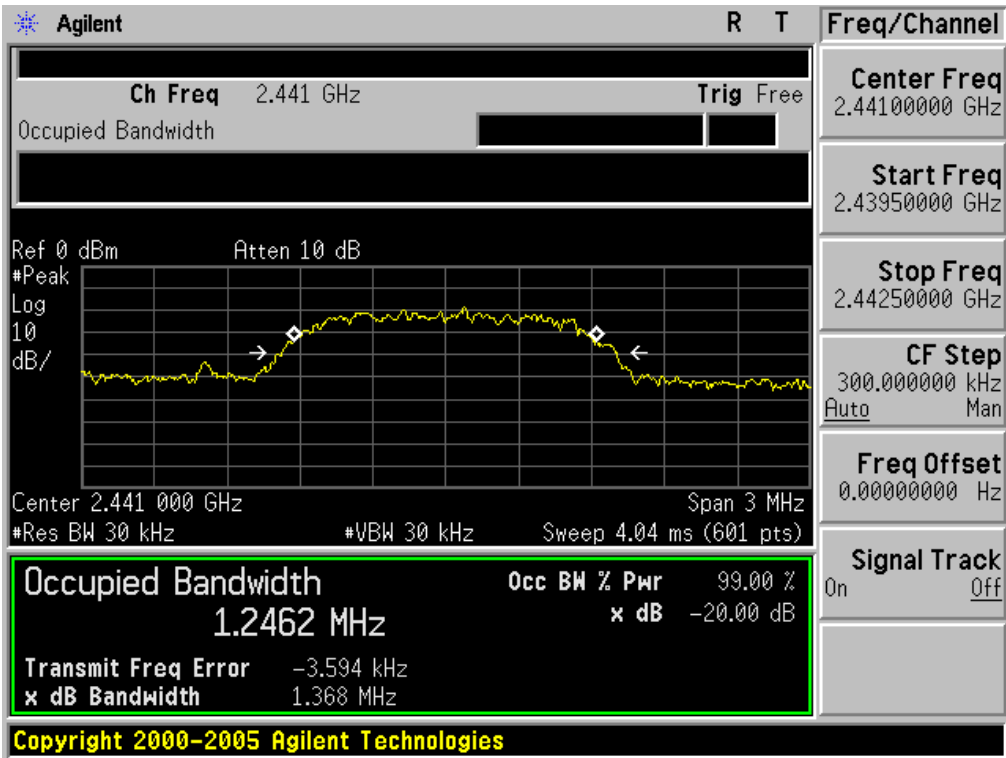 Agilent R T
Freq/Channel
Ch Freq 2.441 GHz Trig Free
Occupied Bandwidth
Center Freq
2.44100000 GHz
Start Freq
2.43950000 GHz
Stop Freq
2.44250000 GHz
CF Step
300.000000 kHz
Auto Man
Freq Offset
0.00000000 Hz
Signal Track
On Off
Ref 0 dBm Atten 10 dB
#Peak
Log
10
dB/
Center 2.441 000 GHz Span 3 MHz
#Res BW 30 kHz #VBW 30 kHz Sweep 4.04 ms (601 pts)
Occupied Bandwidth
1.2462 MHz
Occ BW % Pwr 99.00 %
x dB -20.00 dB
Transmit Freq Error -3.594 kHz
x dB Bandwidth 1.368 MHz
Copyright 2000-2005 Agilent Technologies